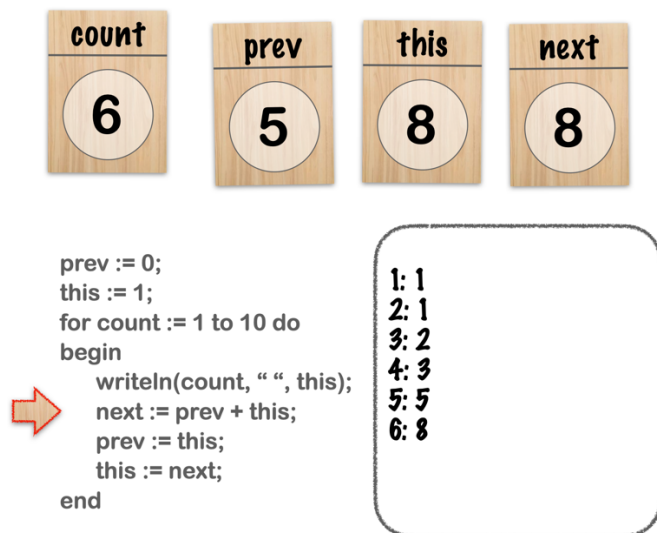 count prev this next
6 5 8 8
prev := 0;
this := 1;
for count := 1 to 10 do
begin
writeln(count, “ “, this);
next := prev + this;
prev := this;
this := next;
end
1: 1
2: 1
3: 2
4: 3
5: 5
6: 8